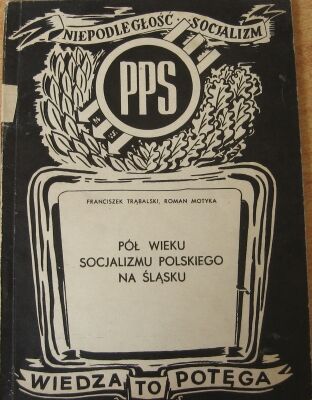 NIEPODLEGŁOŚĆ · SOCJALIZM
PPS
FRANCISZEK TRĄBALSKI, ROMAN MOTYKA
PÓŁ WIEKU
SOCJALIZMU POLSKIEGO
NA ŚLĄSKU
WIEDZA TO POTĘGA